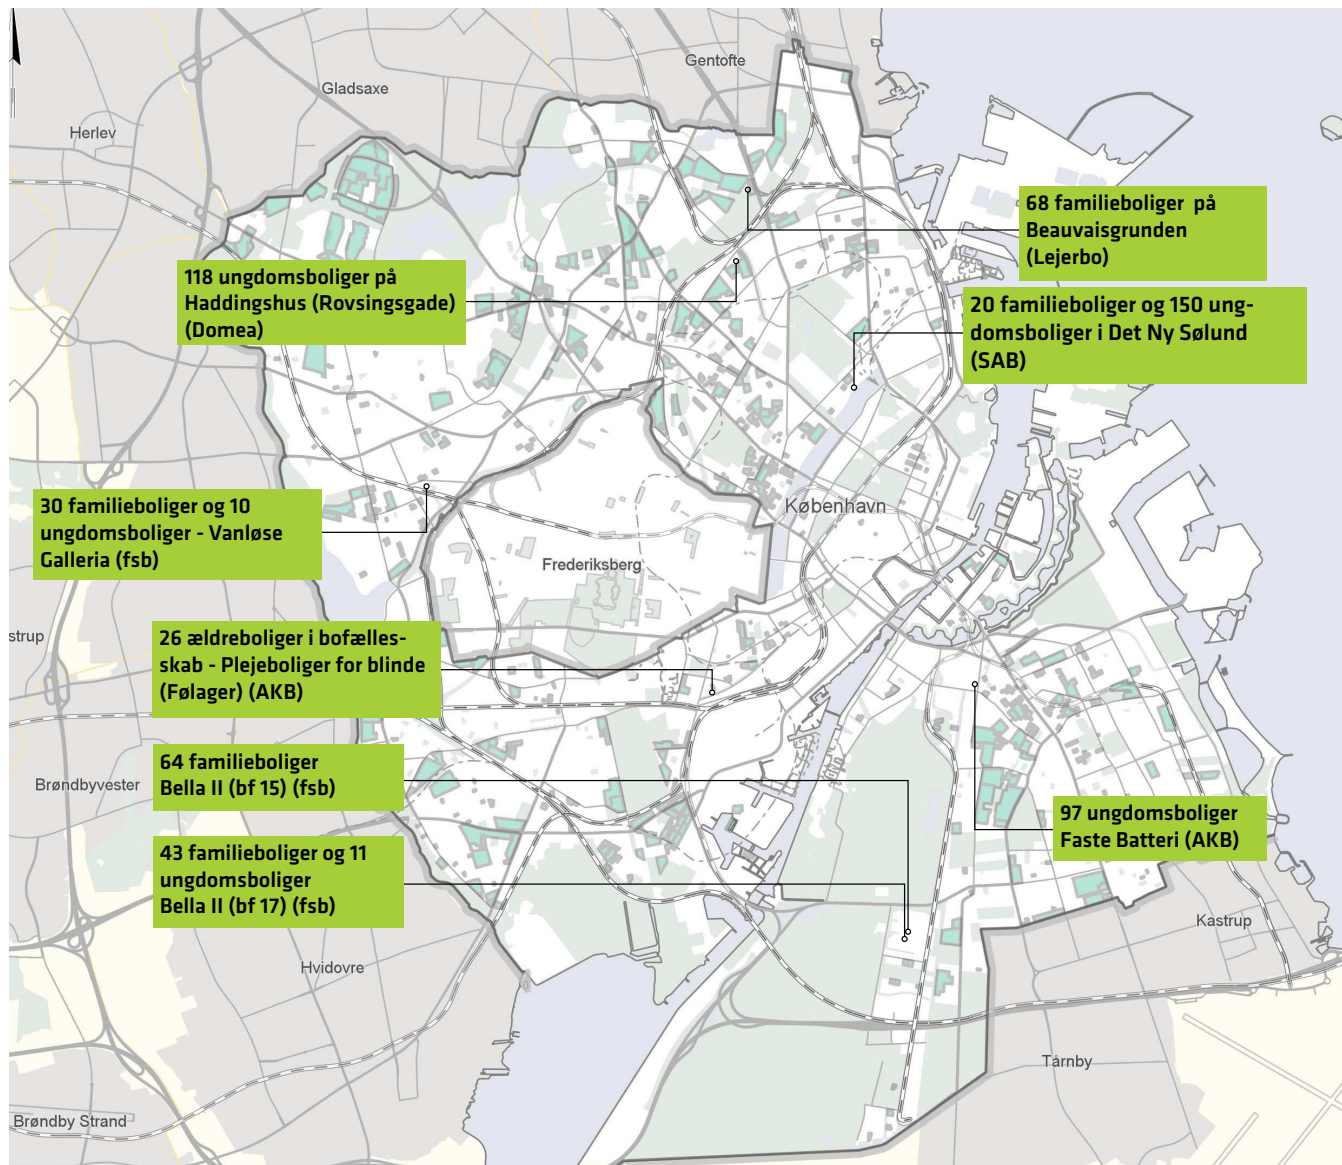 Gentofte
Gladsaxe
Herlev
68 familieboliger på
Beauvaisgrunden
(Lejerbo)
118 ungdomsboliger på
Haddingshus (Rovsingsgade)
(Domea)
20 familieboliger og 150 ung-
domsboliger i Det Ny Sølund
(SAB)
30 familieboliger og 10
ungdomsboliger - Vanløse
Galleria (fsb)
København
Frederiksberg
strup
26 ældreboliger i bofælles-
skab - Plejeboliger for blinde
(Følager) (AKB)
64 familieboliger
Bella II (bf 15) (fsb)
Brøndbyvester
97 ungdomsboliger
Faste Batteri (AKB)
43 familieboliger og 11
ungdomsboliger
Bella II (bf 17) (fsb)
Kastrup
Hvidovre
Tårnby
Brøndby Strand